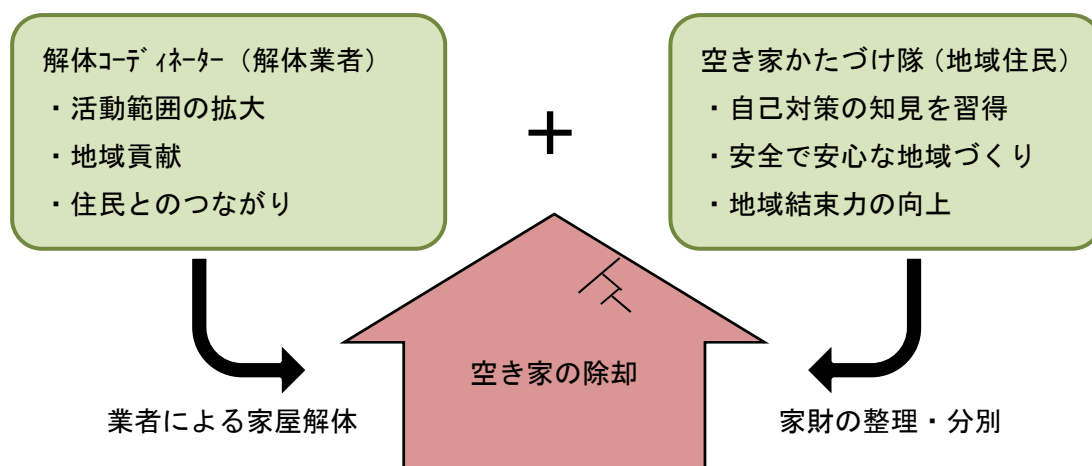 解体ｺｰﾃﾞｨﾈｰﾀｰ（解体業者）
・活動範囲の拡大
・地域貢献
・住民とのつながり
＋
空き家かたづけ隊（地域住民）
・自己対策の知見を習得
・安全で安心な地域づくり
・地域結束力の向上
空き家の除却
業者による家屋解体
家財の整理・分別